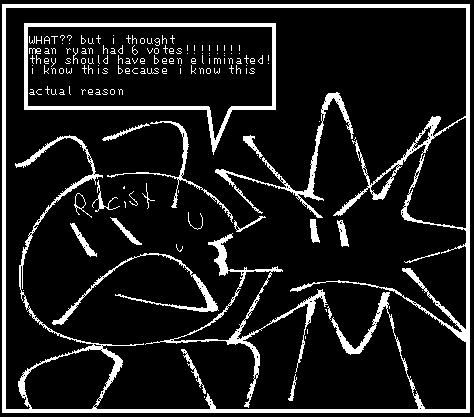 WHAT?? but i thought
mean ryan had 6 votes!!!!!!!!
they should have been eliminated!
i know this because i know this
actual reason
Racist